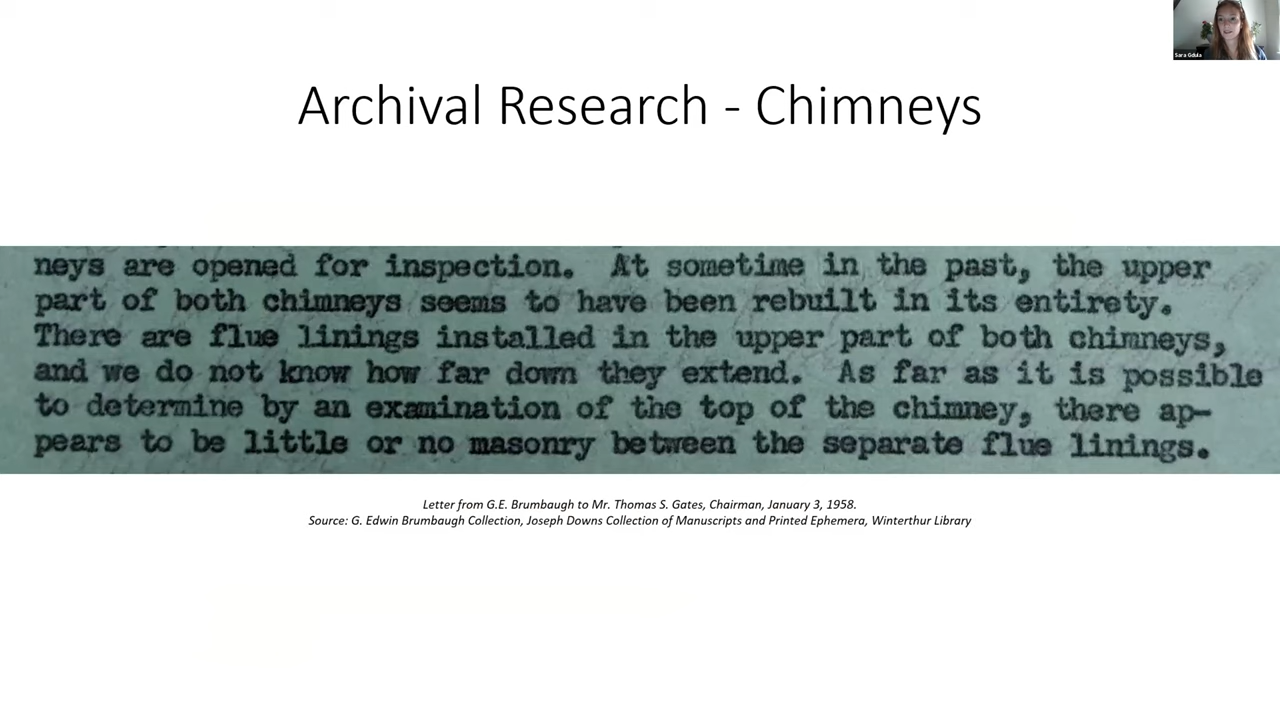 Sara Gdula
Archival Research - Chimneys
neys are opened for inspection. At sometime in the past, the upper
part of both chimneys seems to have been rebuilt in its entirety.
There are flue linings installed in the upper part of both chimneys,
and we do not know how far down they extend. As far as it is possible
to determine by an examination of the top of the chimney, there ap-
pears to be little or no masonry between the separate flue linings.
Letter from G.E. Brumbaugh to Mr. Thomas S. Gates, Chairman, January 3, 1958.
Source: G. Edwin Brumbaugh Collection, Joseph Downs Collection of Manuscripts and Printed Ephemera, Winterthur Library